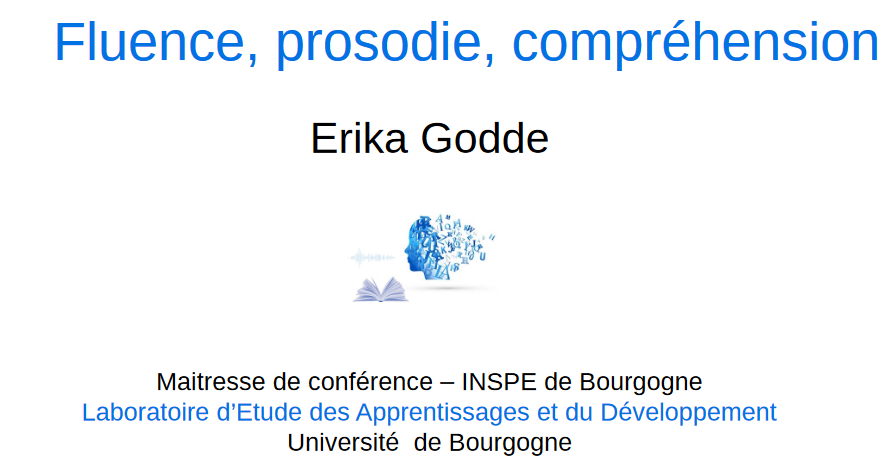 Fluence, prosodie, compréhension
Erika Godde
Maitresse de conférence – INSPE de Bourgogne
Laboratoire d’Etude des Apprentissages et du Développement
Université  de Bourgogne